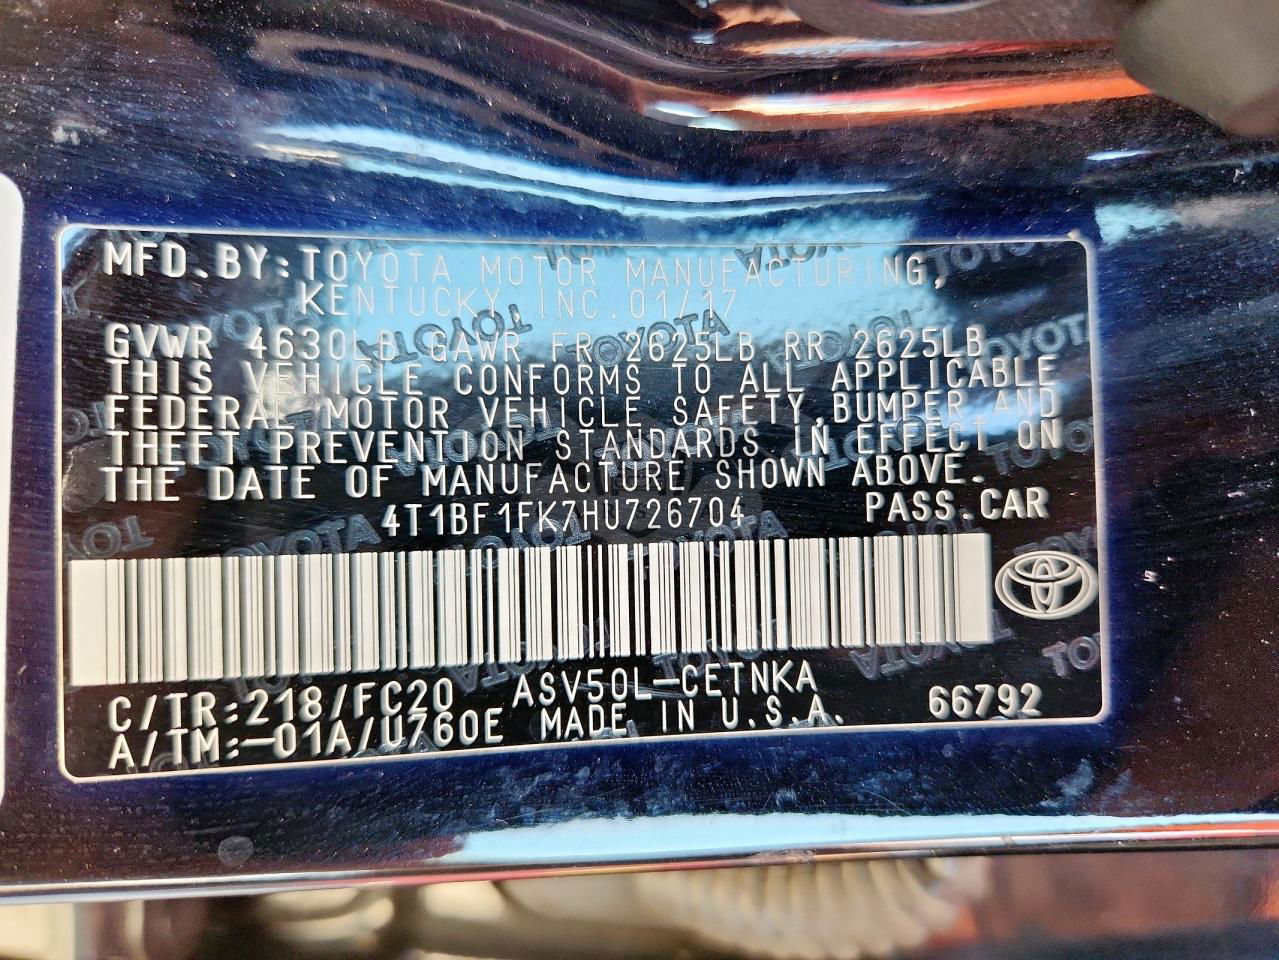 MFD.BY:TOYOTA MOTOR MANUFACTURING,
KENTUCKY, INC.01/17
GVWR 4630LB GAWR FR 2625LB RR 2625LB
THIS VEHICLE CONFORMS TO ALL APPLICABLE
FEDERAL MOTOR VEHICLE SAFETY,BUMPER,AND
THEFT PREVENTION STANDARDS IN EFFECT ON
THE DATE OF MANUFACTURE SHOWN ABOVE.
4T1BF1FK7HU726704 PASS.CAR
C/TR:218/FC20 ASV50L-CETNKA
A/TM:-01A/U760E MADE IN U.S.A. 66792